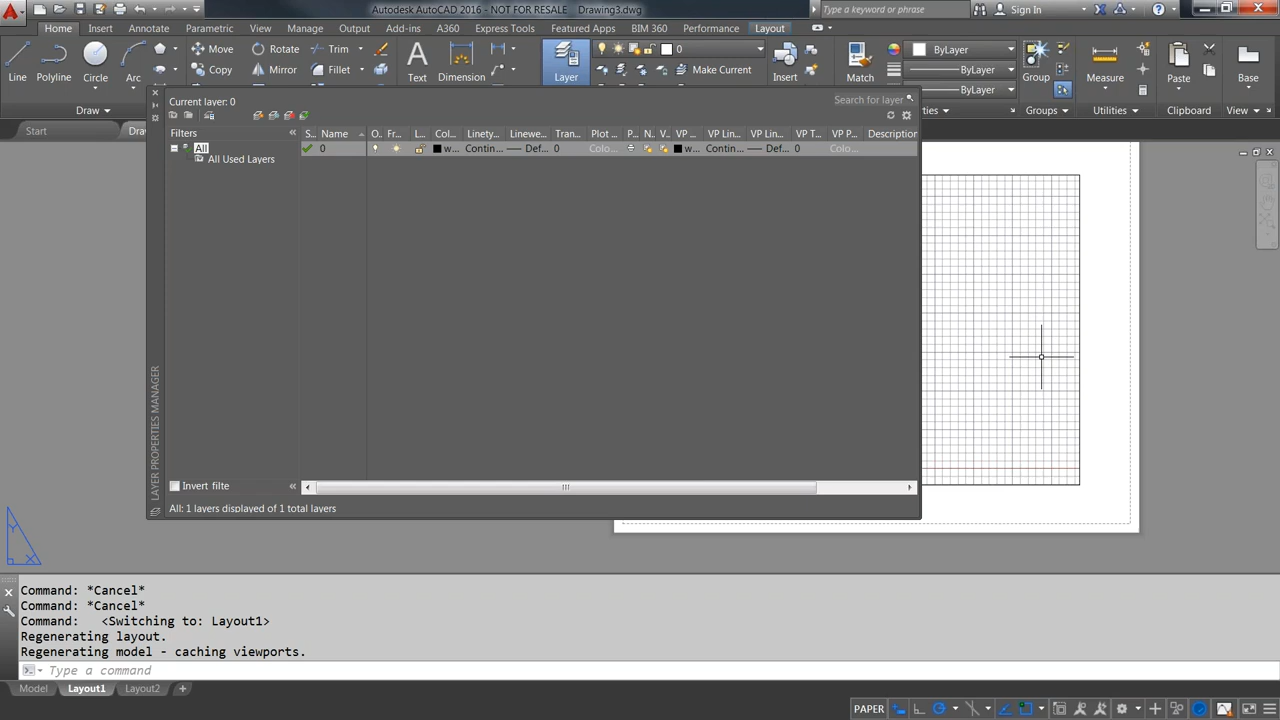 Autodesk AutoCAD 2016 - NOT FOR RESALE Drawing3.dwg
Type a keyword or phrase
Sign In
Home Insert Annotate Parametric View Manage Output Add-ins A360 Express Tools Featured Apps BIM 360 Performance Layout
Move Rotate Trim 0 ByLayer
Line Polyline Circle Arc Copy Mirror Fillet Text Dimension Layer Make Current Insert Match ByLayer Group Measure Paste Base
ByLayer
Draw Groups Clipboard View
Start
Current layer: 0
Search for layer
Filters
S.. Name O. Fr... L... Col... Linety... Linewe... Tran... Plot ... P... N.. V.. VP ... VP Lin... VP Lin... VP T... VP P... Description
All
0 w... Contin... Def... 0 Colo... w... Contin... Def... 0 Colo...
All Used Layers
LAYER PROPERTIES MANAGER
Invert filte
All: 1 layers displayed of 1 total layers
Y
X
Command: *Cancel*
Command: *Cancel*
Command: <Switching to: Layout1>
Regenerating layout.
Regenerating model - caching viewports.
Type a command
Model Layout1 Layout2 +
PAPER